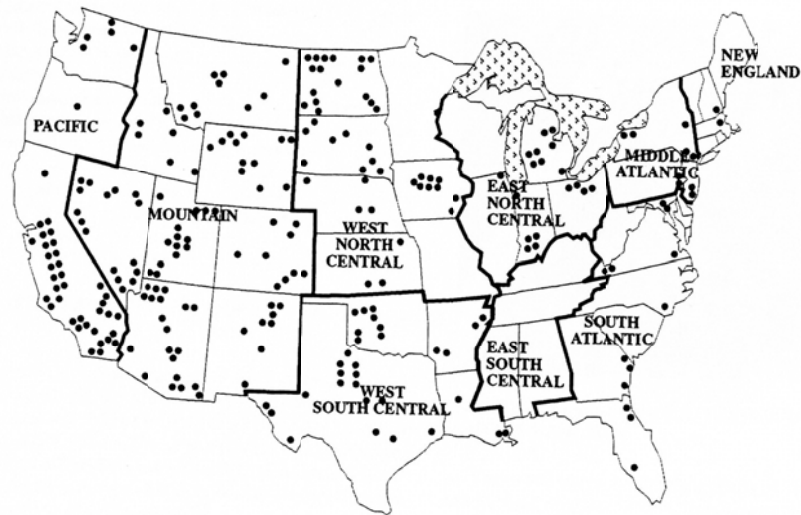 NEW
ENGLAND
PACIFIC
MIDDLE
ATLANTIC
EAST
NORTH
CENTRAL
MOUNTAIN
WEST
NORTH
CENTRAL
SOUTH
ATLANTIC
EAST
SOUTH
CENTRAL
WEST
SOUTH CENTRAL